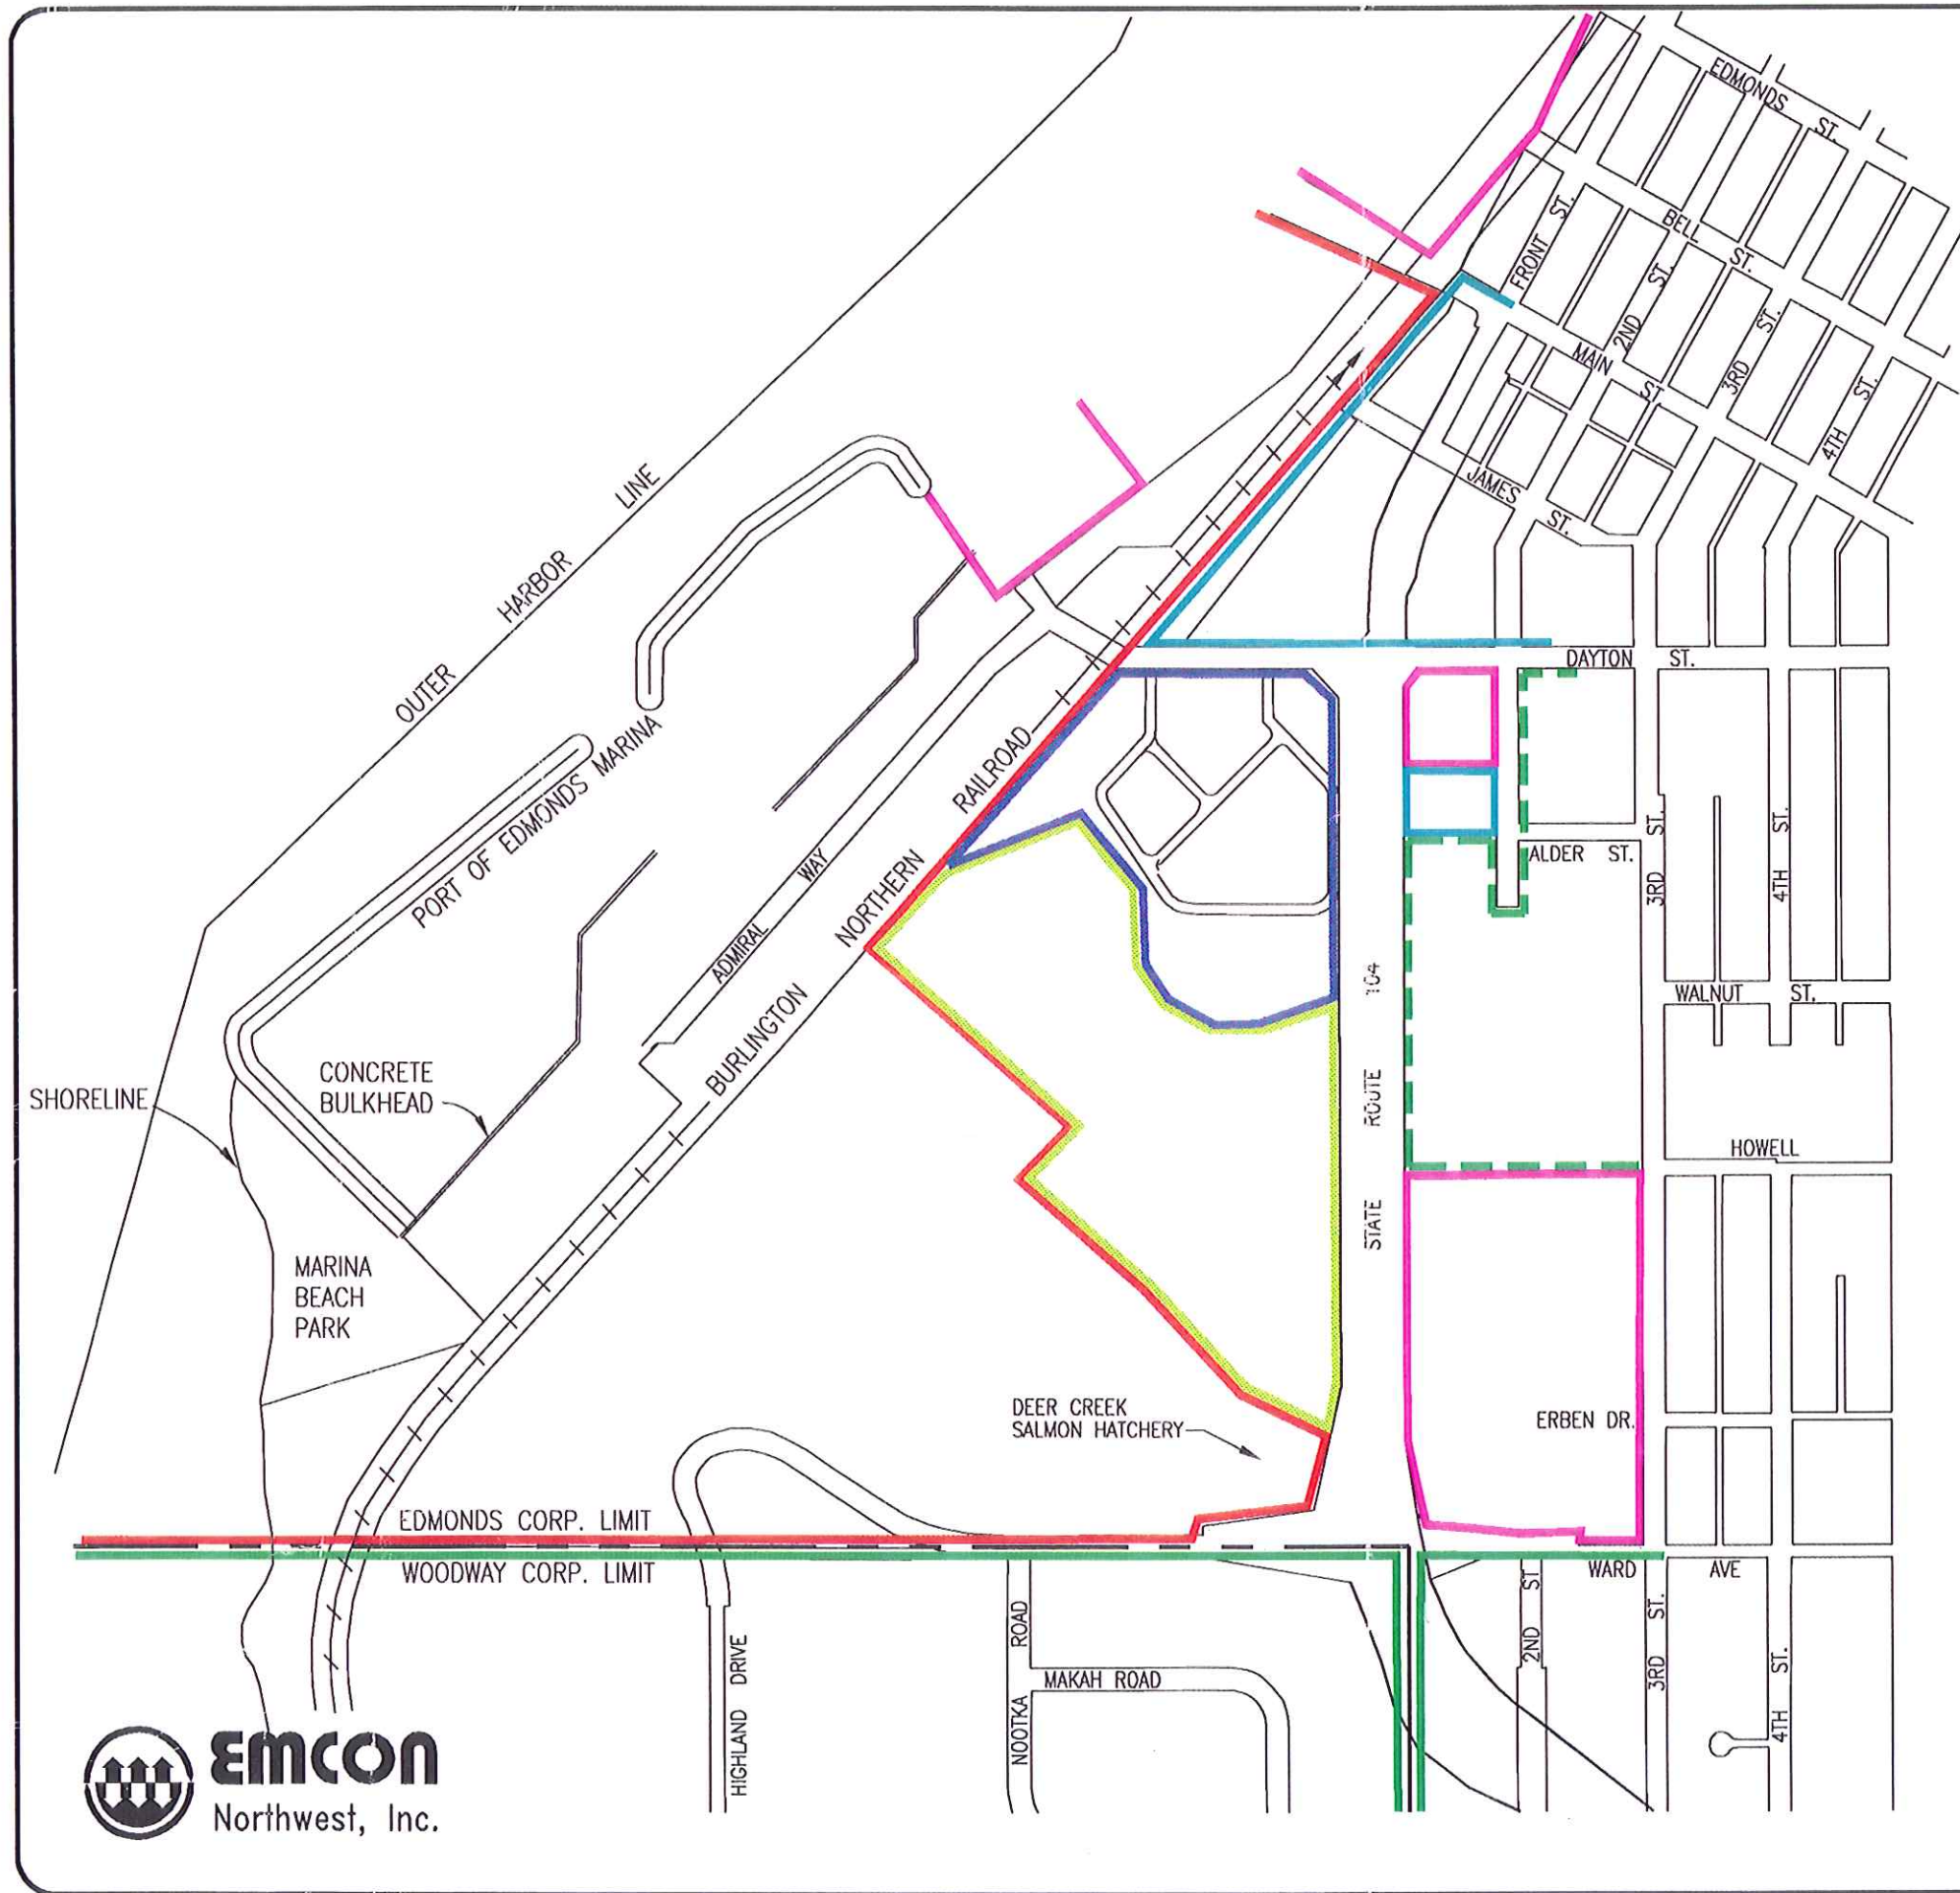 EDMONDS ST.
BELL ST.
FRONT ST.
2ND ST.
MAIN ST.
3RD ST.
4TH ST.
JAMES ST.
OUTER HARBOR LINE
DAYTON ST.
PORT OF EDMONDS MARINA
BURLINGTON NORTHERN RAILROAD
ADMIRAL WAY
ALDER ST.
3RD ST.
4TH ST.
WALNUT ST.
STATE ROUTE 104
SHORELINE
CONCRETE
BULKHEAD
HOWELL
MARINA
BEACH
PARK
DEER CREEK
SALMON HATCHERY
ERBEN DR.
EDMONDS CORP. LIMIT
WOODWAY CORP. LIMIT
WARD AVE
HIGHLAND DRIVE
NOOTKA ROAD
MAKAH ROAD
2ND ST
3RD ST.
4TH ST.
EMCON
Northwest, Inc.